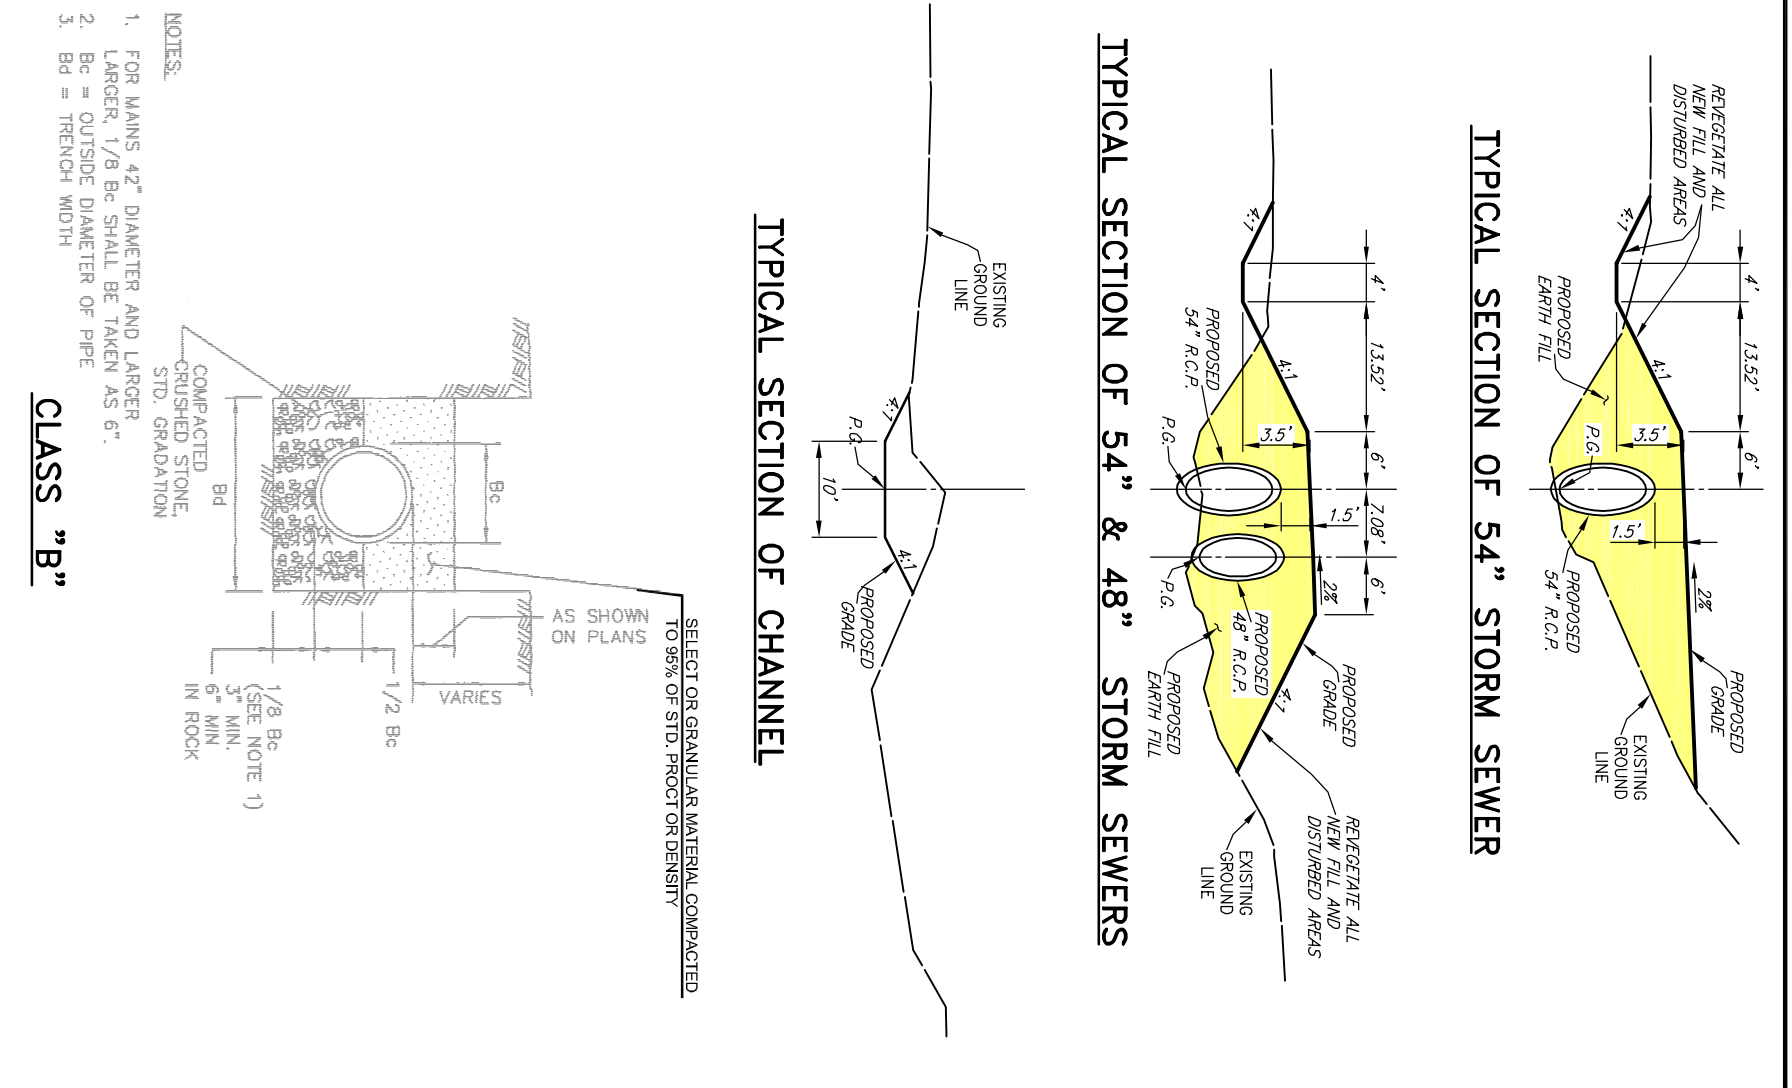 REVEGETATE ALL
NEW FILL AND
DISTURBED AREAS
4:1
4'
13.52'
6'
4:1
3.5'
PROPOSED
EARTH FILL
P.G.
1.5'
2%
PROPOSED
54" R.C.P.
PROPOSED
GRADE
EXISTING
GROUND
LINE
TYPICAL SECTION OF 54" STORM SEWER
4:1
4'
13.52'
6'
7.08'
6'
PROPOSED
54" R.C.P.
4:1
3.5'
1.5'
2%
P.G.
P.G.
PROPOSED
48" R.C.P.
4:1
PROPOSED
GRADE
PROPOSED
EARTH FILL
REVEGETATE ALL
NEW FILL AND
DISTURBED AREAS
EXISTING
GROUND
LINE
TYPICAL SECTION OF 54" & 48" STORM SEWERS
EXISTING
GROUND
LINE
4:1
P.G.
10'
4:1
PROPOSED
GRADE
TYPICAL SECTION OF CHANNEL
SELECT OR GRANULAR MATERIAL COMPACTED
TO 95% OF STD. PROCT OR DENSITY
AS SHOWN
ON PLANS
VARIES
Bc
1/2 Bc
1/8 Bc
(SEE NOTE 1)
3" MIN.
6" MIN
IN ROCK
Bd
COMPACTED
CRUSHED STONE,
STD. GRADATION
NOTES:
1. FOR MAINS 42" DIAMETER AND LARGER
LARGER, 1/8 Bc SHALL BE TAKEN AS 6".
2. Bc = OUTSIDE DIAMETER OF PIPE
3. Bd = TRENCH WIDTH
CLASS "B"